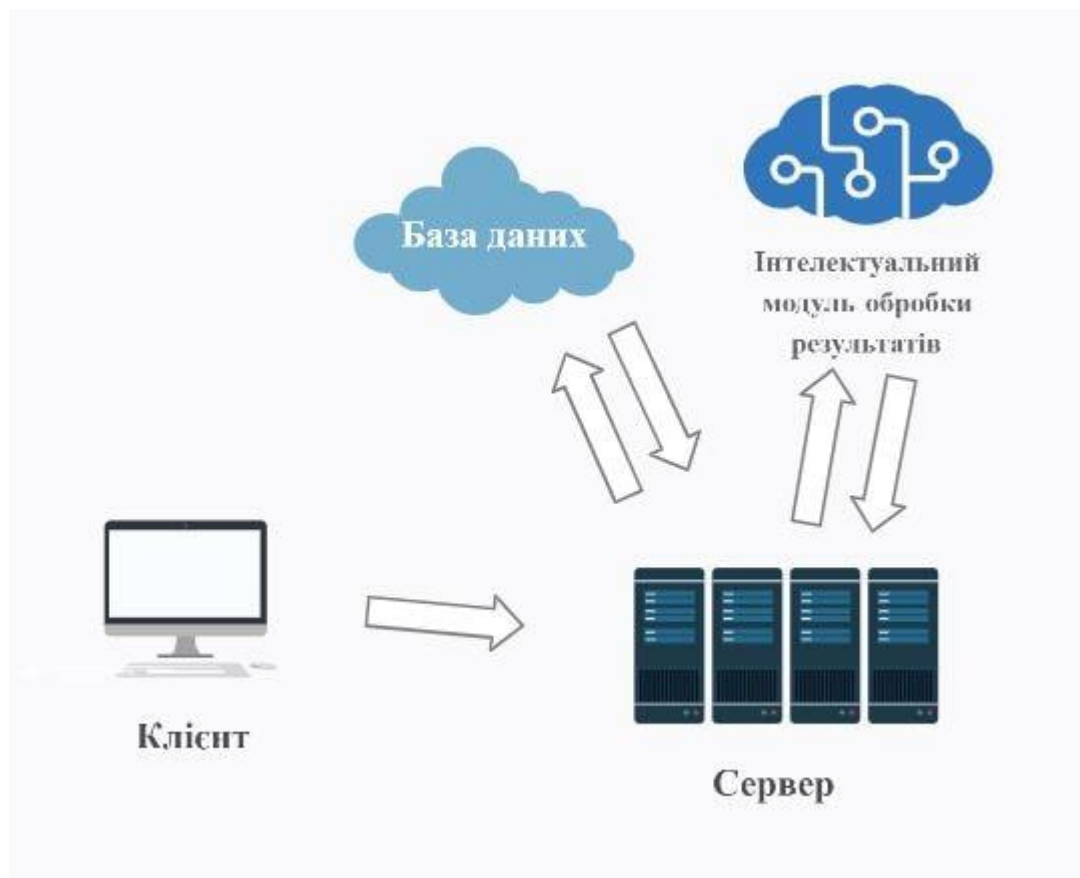 База даних
Інтелектуальний
модуль обробки
результатів
Клієнт
Сервер